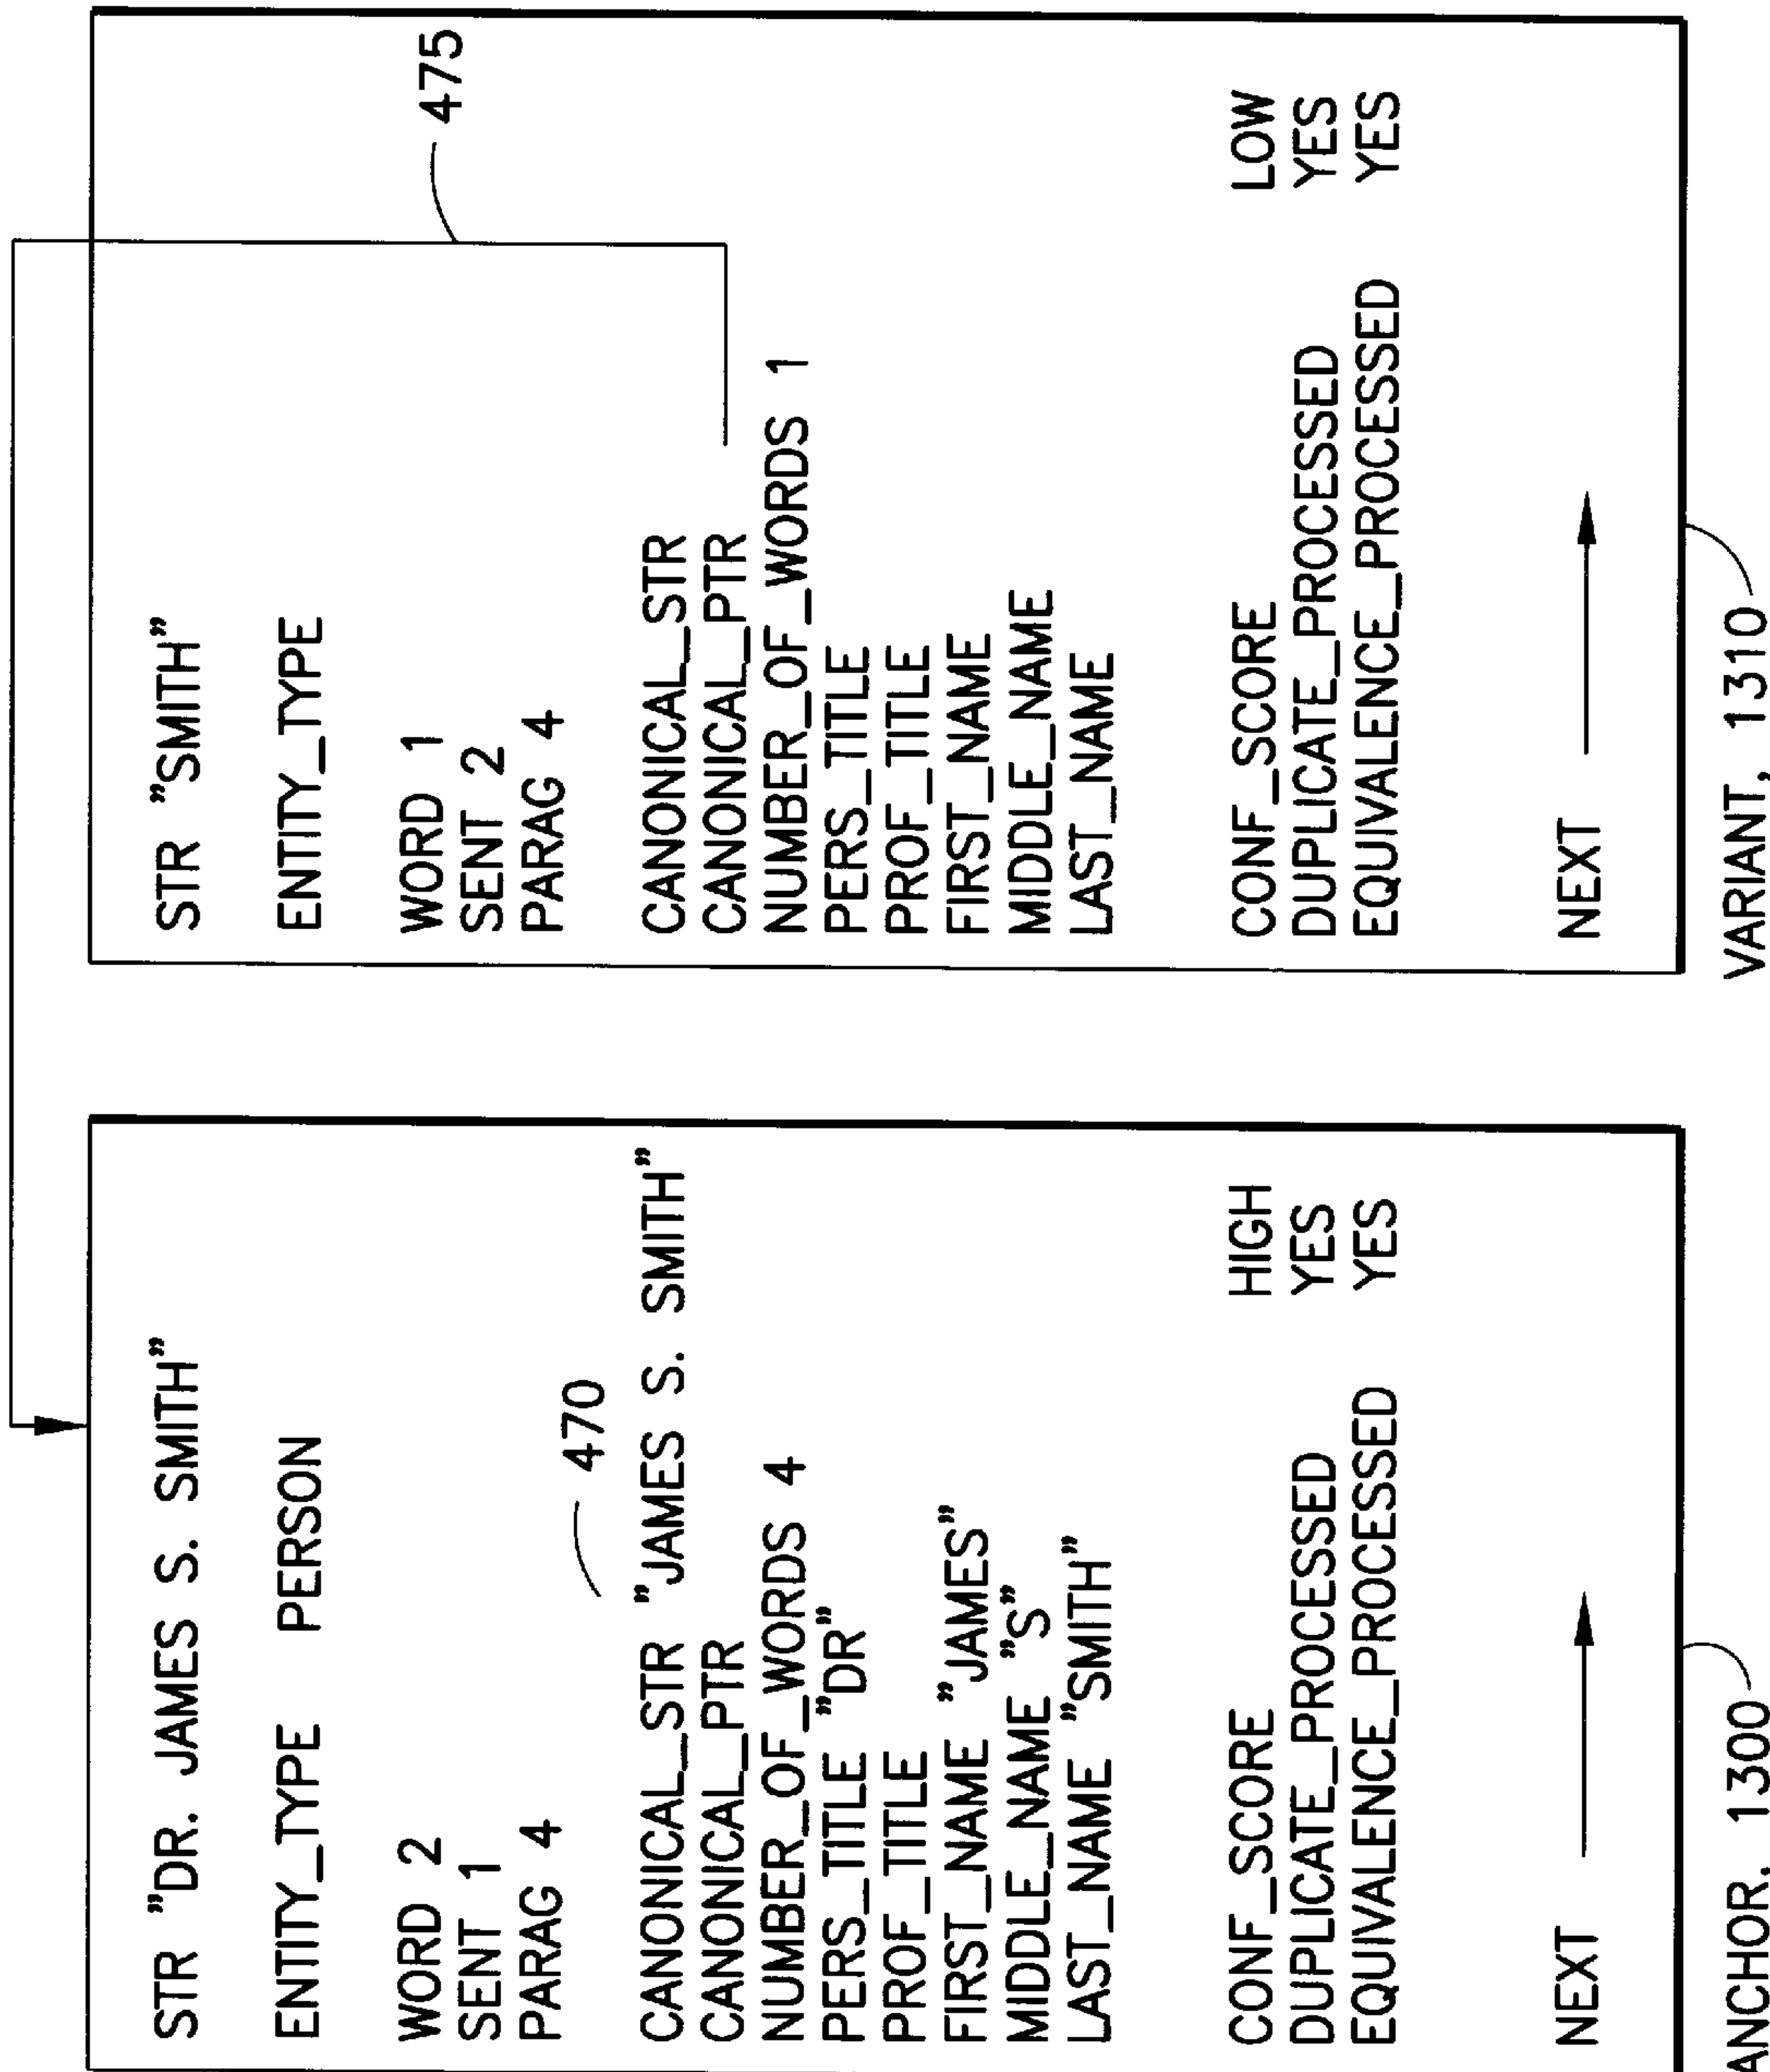 STR "DR. JAMES S. SMITH"
ENTITY_TYPE PERSON
WORD 2
SENT 1
PARAG 4
470
CANONICAL_STR "JAMES S. SMITH"
CANONICAL_PTR
NUMBER_OF_WORDS 4
PERS_TITLE "DR"
PROF_TITLE
FIRST_NAME "JAMES"
MIDDLE_NAME "S"
LAST_NAME "SMITH"
CONF_SCORE HIGH
DUPLICATE_PROCESSED YES
EQUIVALENCE_PROCESSED YES
NEXT
ANCHOR, 1300
475
STR "SMITH"
ENTITY_TYPE
WORD 1
SENT 2
PARAG 4
CANONICAL_STR
CANONICAL_PTR
NUMBER_OF_WORDS 1
PERS_TITLE
PROF_TITLE
FIRST_NAME
MIDDLE_NAME
LAST_NAME
CONF_SCORE LOW
DUPLICATE_PROCESSED YES
EQUIVALENCE_PROCESSED YES
NEXT
VARIANT, 1310